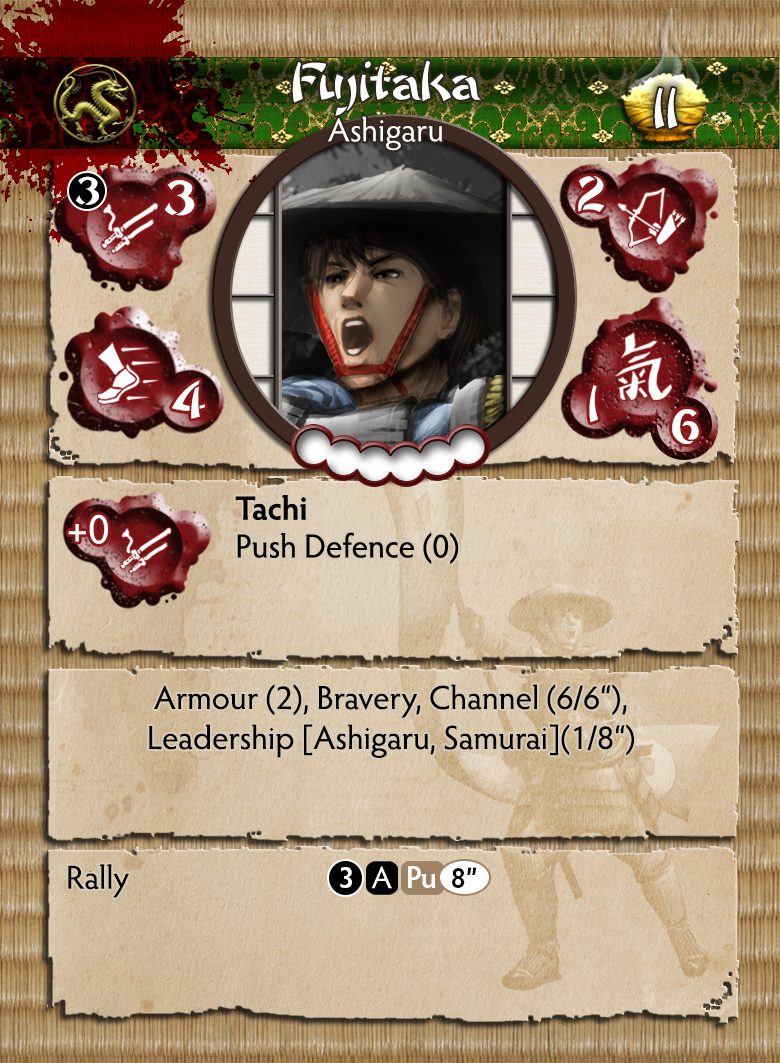 Fujitaka
11
Ashigaru
3 3
2
4
氣
1 6
+0
Tachi
Push Defence (0)
Armour (2), Bravery, Channel (6/6“),
Leadership [Ashigaru, Samurai](1/8“)
Rally 3 A Pu 8”